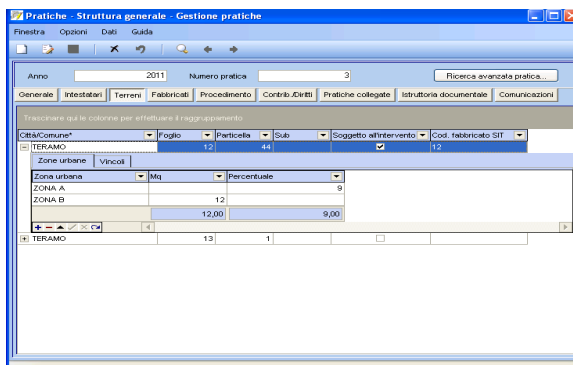 Pratiche - Struttura generale - Gestione pratiche
Finestra Opzioni Dati Guida
Anno 2011 Numero pratica 3 Ricerca avanzata pratica...
Generale Intestatari Terreni Fabbricati Procedimento Contrib./Diritti Pratiche collegate Istruttoria documentale Comunicazioni
Trascinare qui le colonne per effettuare il raggruppamento
Città/Comune* Foglio Particella Sub Soggetto all'intervento Cod. fabbricato SIT
TERAMO 12 44 12
Zone urbane Vincoli
Zona urbana Mq Percentuale
ZONA A 9
ZONA B 12
12,00 9,00
TERAMO 13 1